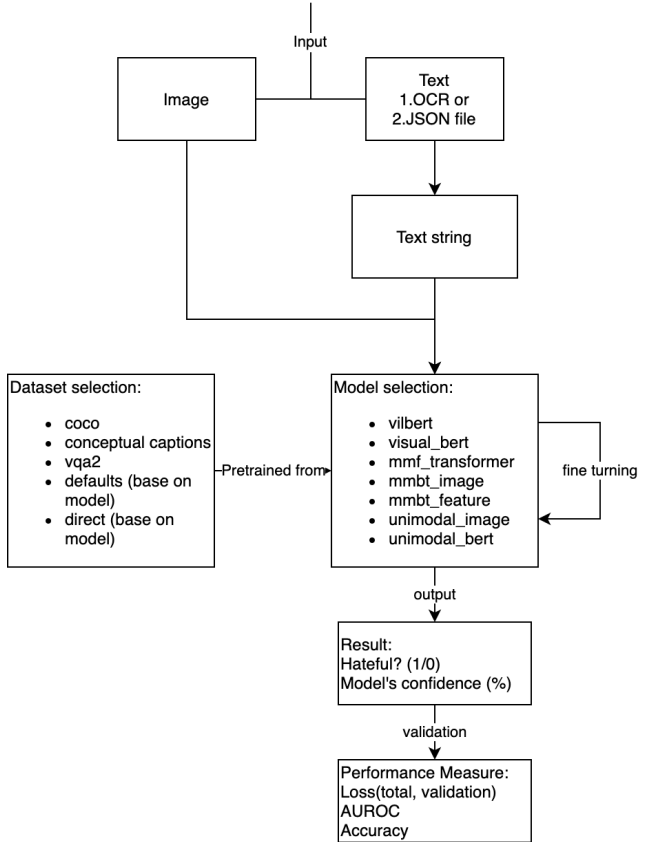 Input
Image
Text
1.OCR or
2.JSON file
Text string
Dataset selection:
• coco
• conceptual captions
• vqa2
• defaults (base on
model)
• direct (base on
model)
Pretrained from
Model selection:
• vilbert
• visual_bert
• mmf_transformer
• mmbt_image
• mmbt_feature
• unimodal_image
• unimodal_bert
fine turning
output
Result:
Hateful? (1/0)
Model's confidence (%)
validation
Performance Measure:
Loss(total, validation)
AUROC
Accuracy